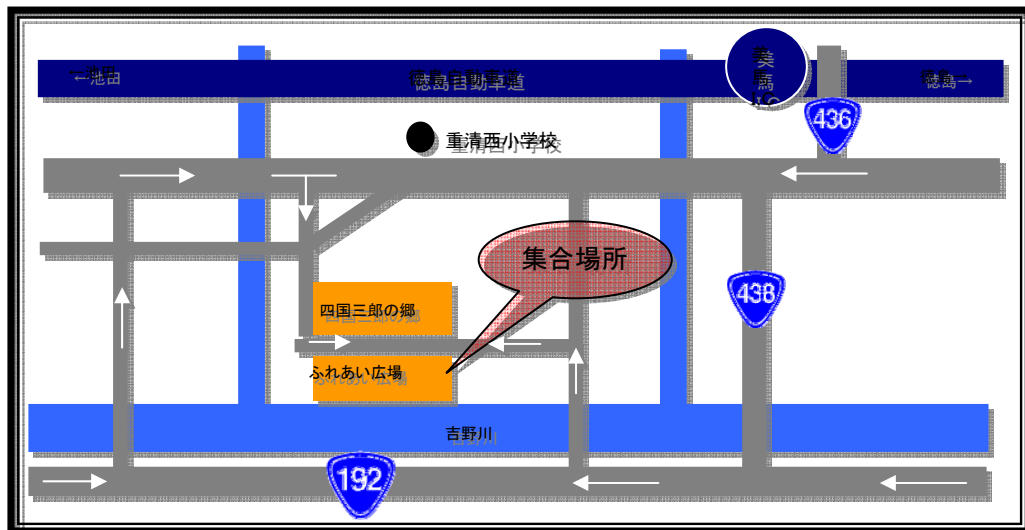 ←池田
徳島自動車道
美馬IC
徳島→
436
重清西小学校
集合場所
438
四国三郎の郷
ふれあい広場
吉野川
192